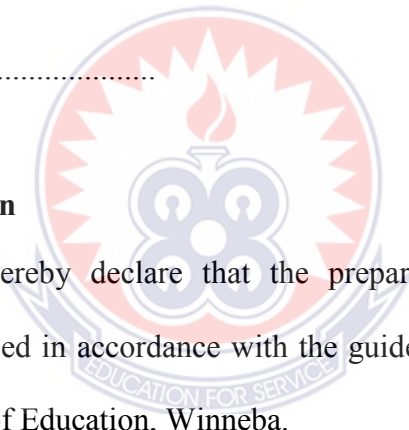 ....................
n
ereby declare that the prepar
ed in accordance with the guide
EDUCATION FOR SERVICE
f Education, Winneba.